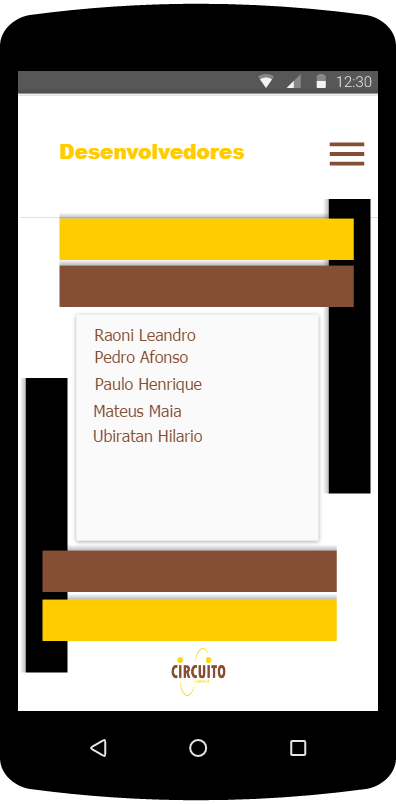 12:30
Desenvolvedores
Raoni Leandro
Pedro Afonso
Paulo Henrique
Mateus Maia
Ubiratan Hilario
CIRCUITO